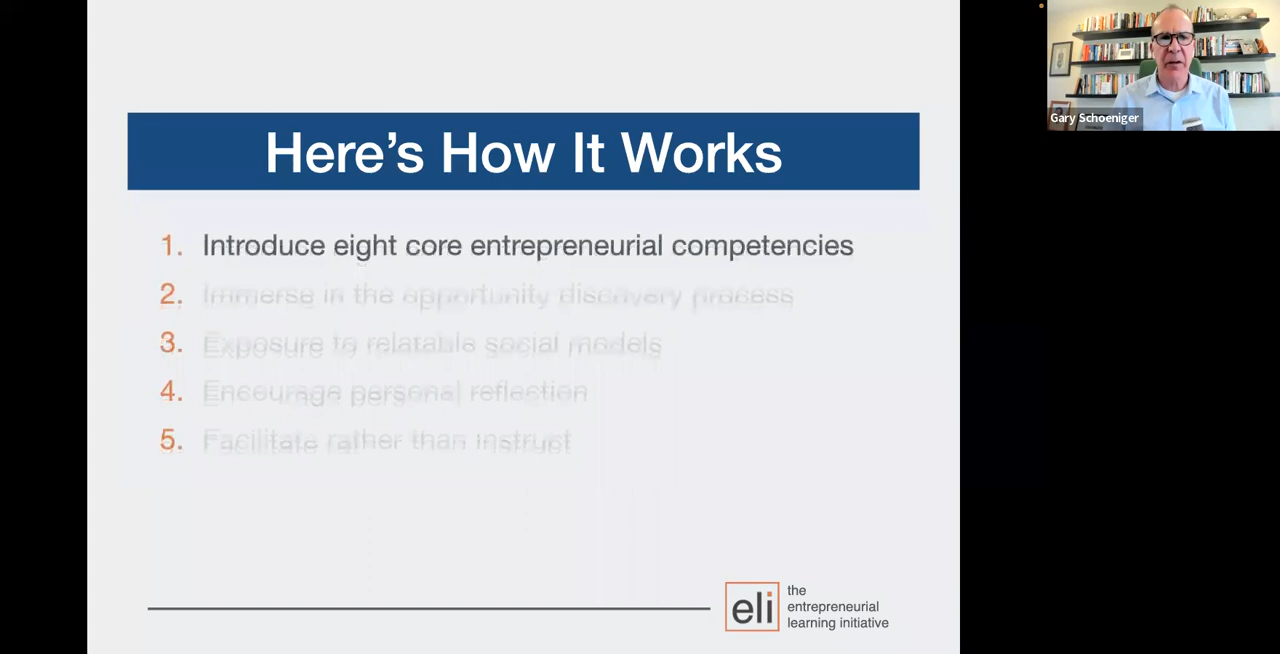 Here's How It Works
Gary Schoeniger
1. Introduce eight core entrepreneurial competencies
2. Immerse in the opportunity discovery process
3. Exposure to relatable social models
4. Encourage personal reflection
5. Facilitate rather than instruct
eli
the
entrepreneurial
learning initiative